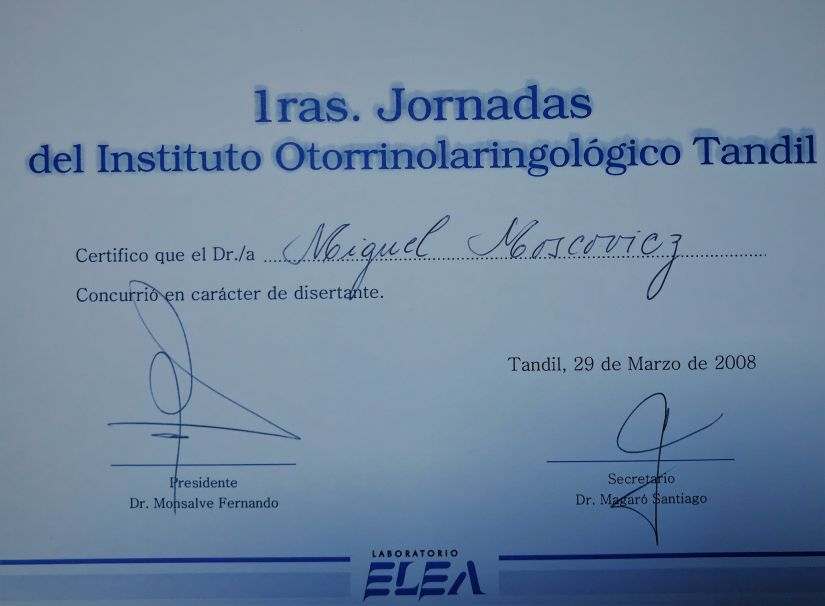 1ras. Jornadas
del Instituto Otorrinolaringológico Tandil
Certifico que el Dr./a Miguel Moscovicz
Concurrió en carácter de disertante.
Tandil, 29 de Marzo de 2008
Presidente
Dr. Monsalve Fernando
Secretario
Dr. Magaró Santiago
LABORATORIO
ELEA